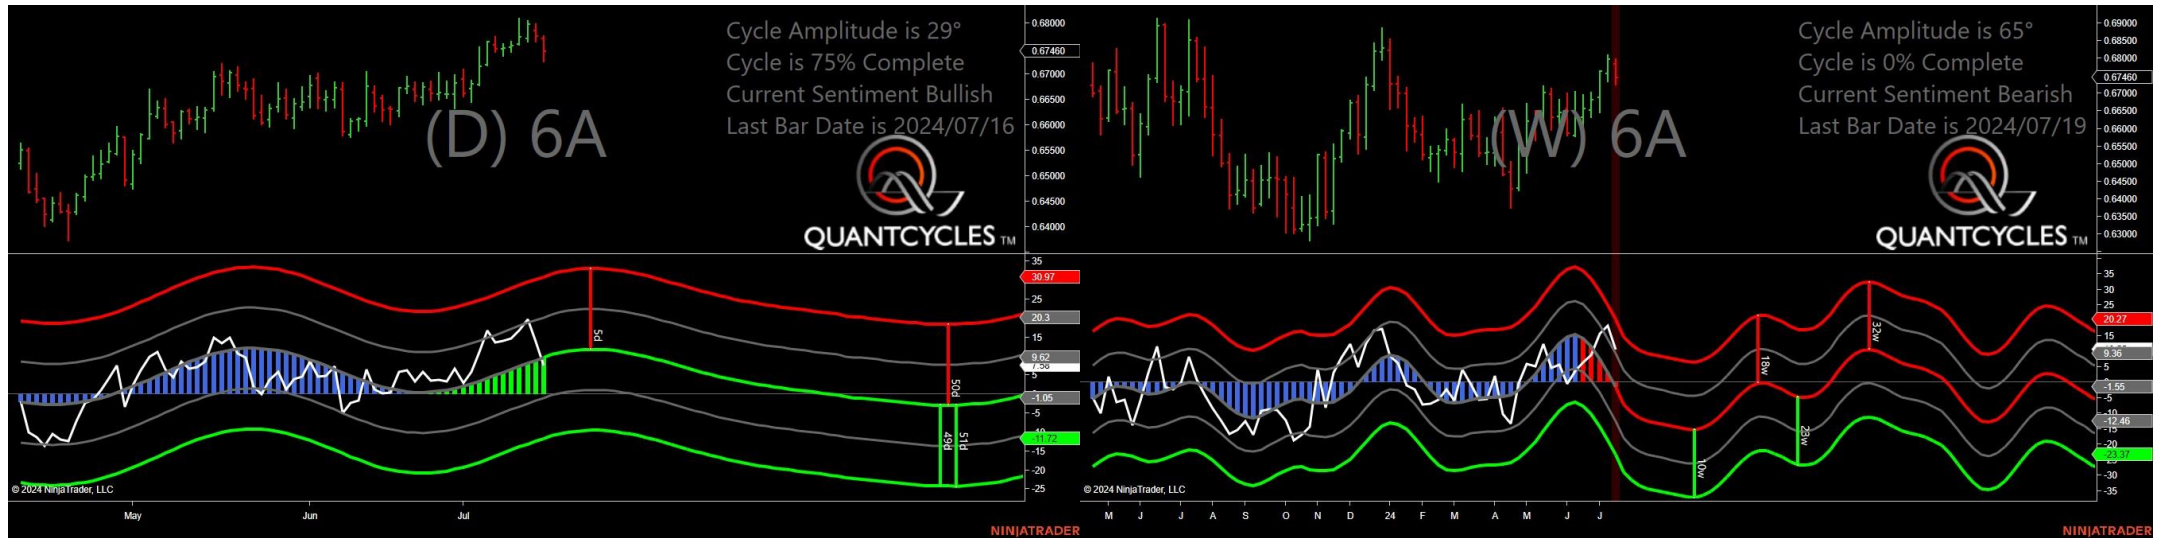 Cycle Amplitude is 29°
Cycle is 75% Complete
Current Sentiment Bullish
Last Bar Date is 2024/07/16
(D) 6A
QUANTCYCLES TM
0.68000
0.67460
0.67000
0.66500
0.66000
0.65500
0.65000
0.64500
0.64000
35
30.97
25
20.3
15
9.62
7.58
5
-1.05
-5
-11.72
-15
-20
-25
5d
50d
49d
51d
© 2024 NinjaTrader, LLC
May Jun Jul
NINJATRADER
Cycle Amplitude is 65°
Cycle is 0% Complete
Current Sentiment Bearish
Last Bar Date is 2024/07/19
(W) 6A
QUANTCYCLES TM
0.69000
0.68500
0.68000
0.67460
0.67000
0.66500
0.66000
0.65500
0.65000
0.64500
0.64000
0.63500
0.63000
35
30
25
20.27
15
9.36
5
-1.55
-5
-12.46
-15
-20
-23.37
-30
-35
18w
32w
10w
23w
© 2024 NinjaTrader, LLC
M J J A S O N D 24 F M A M J J
NINJATRADER